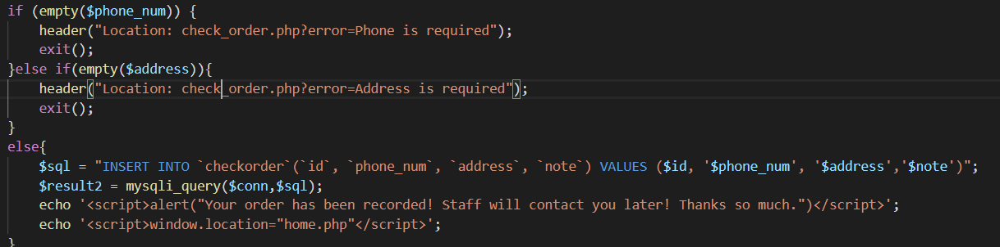 if (empty($phone_num)) {
    header("Location: check_order.php?error=Phone is required");
    exit();
}else if(empty($address)){
    header("Location: check_order.php?error=Address is required");
    exit();
}
else{
    $sql = "INSERT INTO `checkorder`(`id`, `phone_num`, `address`, `note`) VALUES ($id, '$phone_num', '$address','$note')";
    $result2 = mysqli_query($conn,$sql);
    echo '<script>alert("Your order has been recorded! Staff will contact you later! Thanks so much.")</script>';
    echo '<script>window.location="home.php"</script>';
}